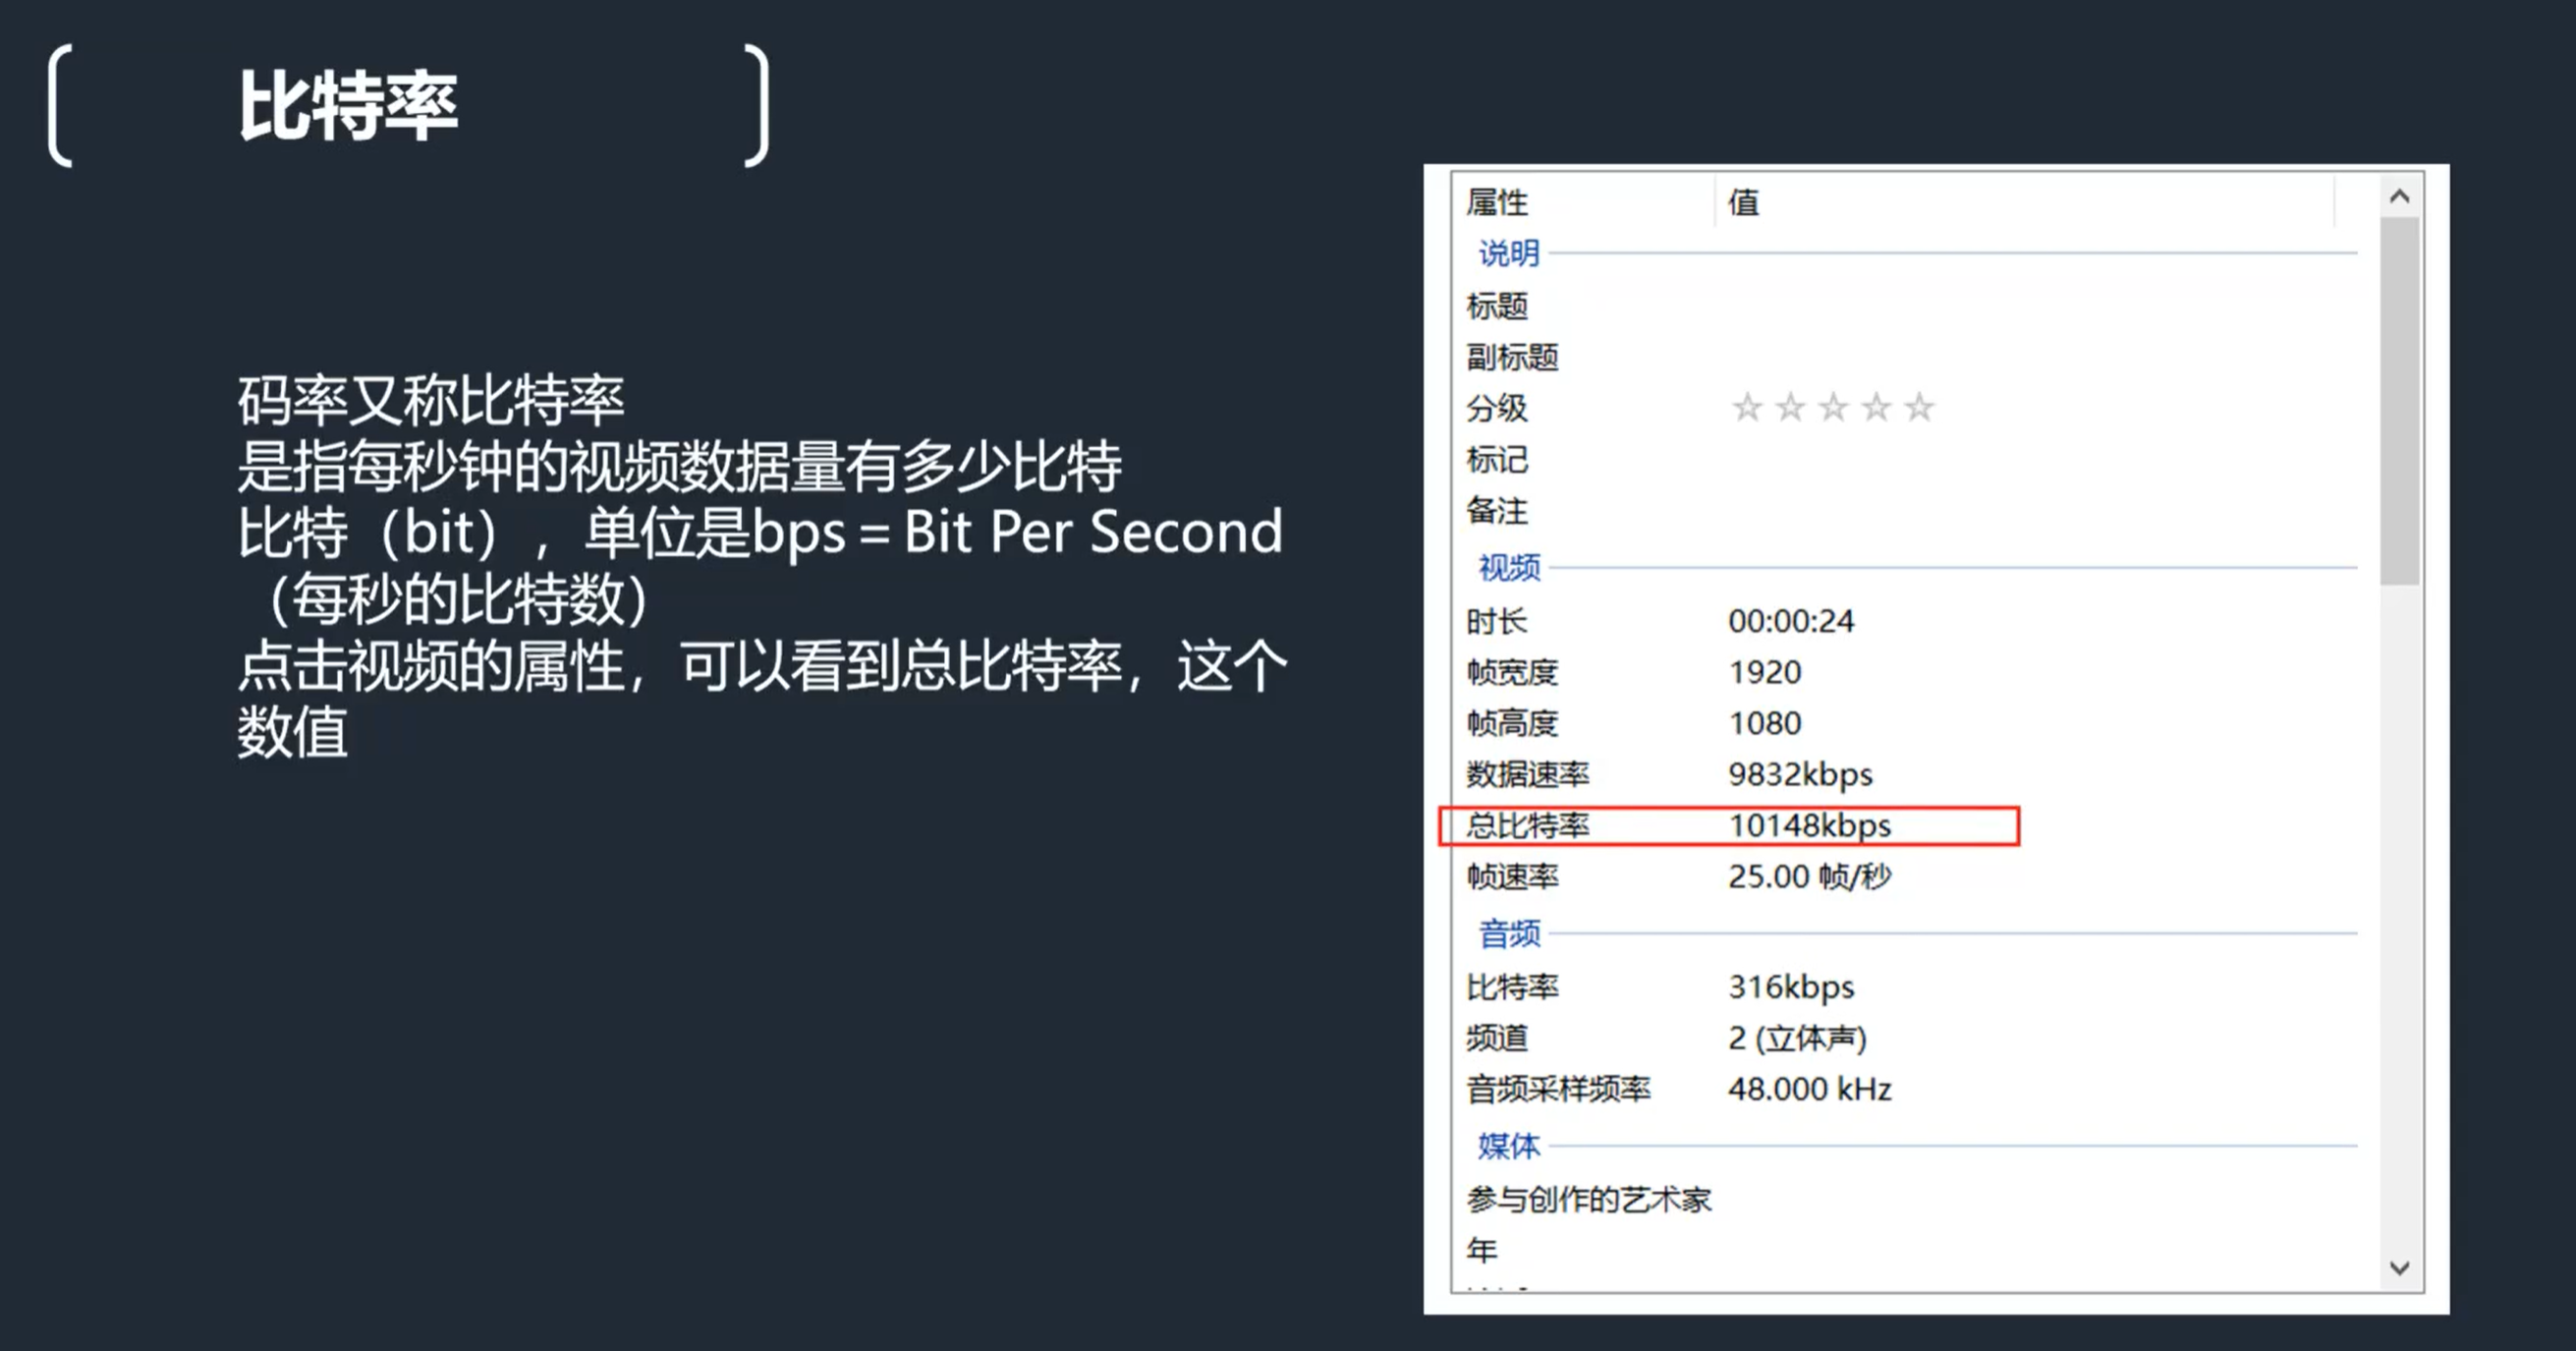 比特率
码率又称比特率
是指每秒钟的视频数据量有多少比特
比特（bit），单位是bps = Bit Per Second
（每秒的比特数）
点击视频的属性，可以看到总比特率，这个
数值
属性 值
说明
标题
副标题
分级 ☆☆☆☆☆
标记
备注
视频
时长 00:00:24
帧宽度 1920
帧高度 1080
数据速率 9832kbps
总比特率 10148kbps
帧速率 25.00 帧/秒
音频
比特率 316kbps
频道 2 (立体声)
音频采样频率 48.000 kHz
媒体
参与创作的艺术家
年